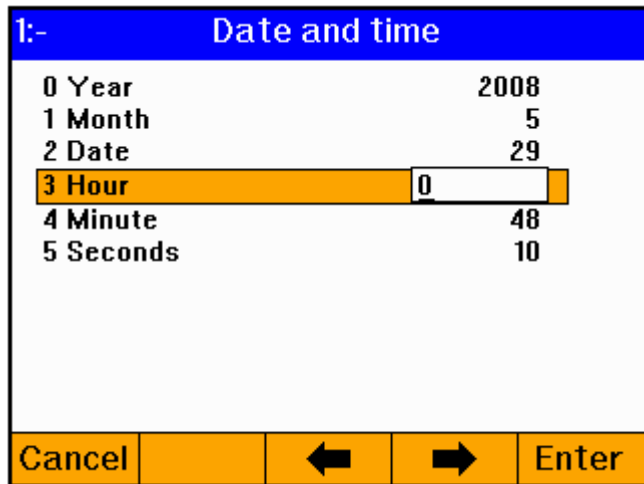 1:- Date and time
0 Year 2008
1 Month 5
2 Date 29
3 Hour 0
4 Minute 48
5 Seconds 10
Cancel Enter